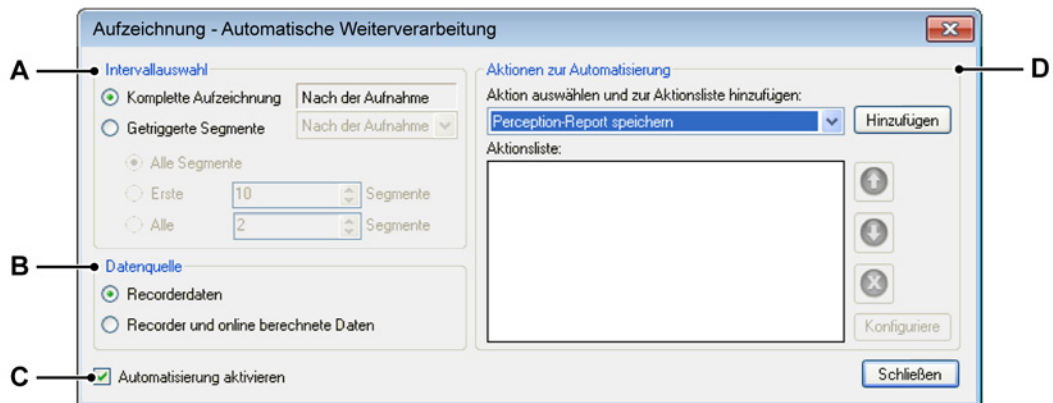 Aufzeichnung - Automatische Weiterverarbeitung
A
Intervallauswahl
Komplette Aufzeichnung Nach der Aufnahme
Getriggerte Segmente Nach der Aufnahme
Alle Segmente
Erste 10 Segmente
Alle 2 Segmente
B
Datenquelle
Recorderdaten
Recorder und online berechnete Daten
C
Automatisierung aktivieren
D
Aktionen zur Automatisierung
Aktion auswählen und zur Aktionsliste hinzufügen:
Perception-Report speichern Hinzufügen
Aktionsliste:
Konfiguriere
Schließen